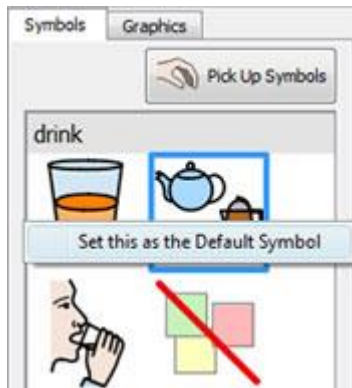 Symbols Graphics
Pick Up Symbols
drink
Set this as the Default Symbol